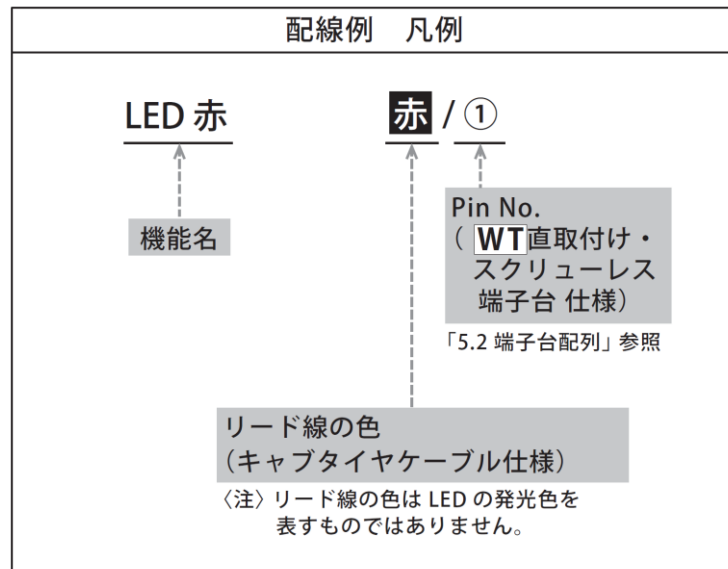 配線例　凡例
LED 赤
赤 / ①
機能名
Pin No.
（ WT直取付け・
スクリューレス
端子台 仕様）
「5.2 端子台配列」参照
リード線の色
（キャブタイヤケーブル仕様）
〈注〉リード線の色は LED の発光色を
表すものではありません。